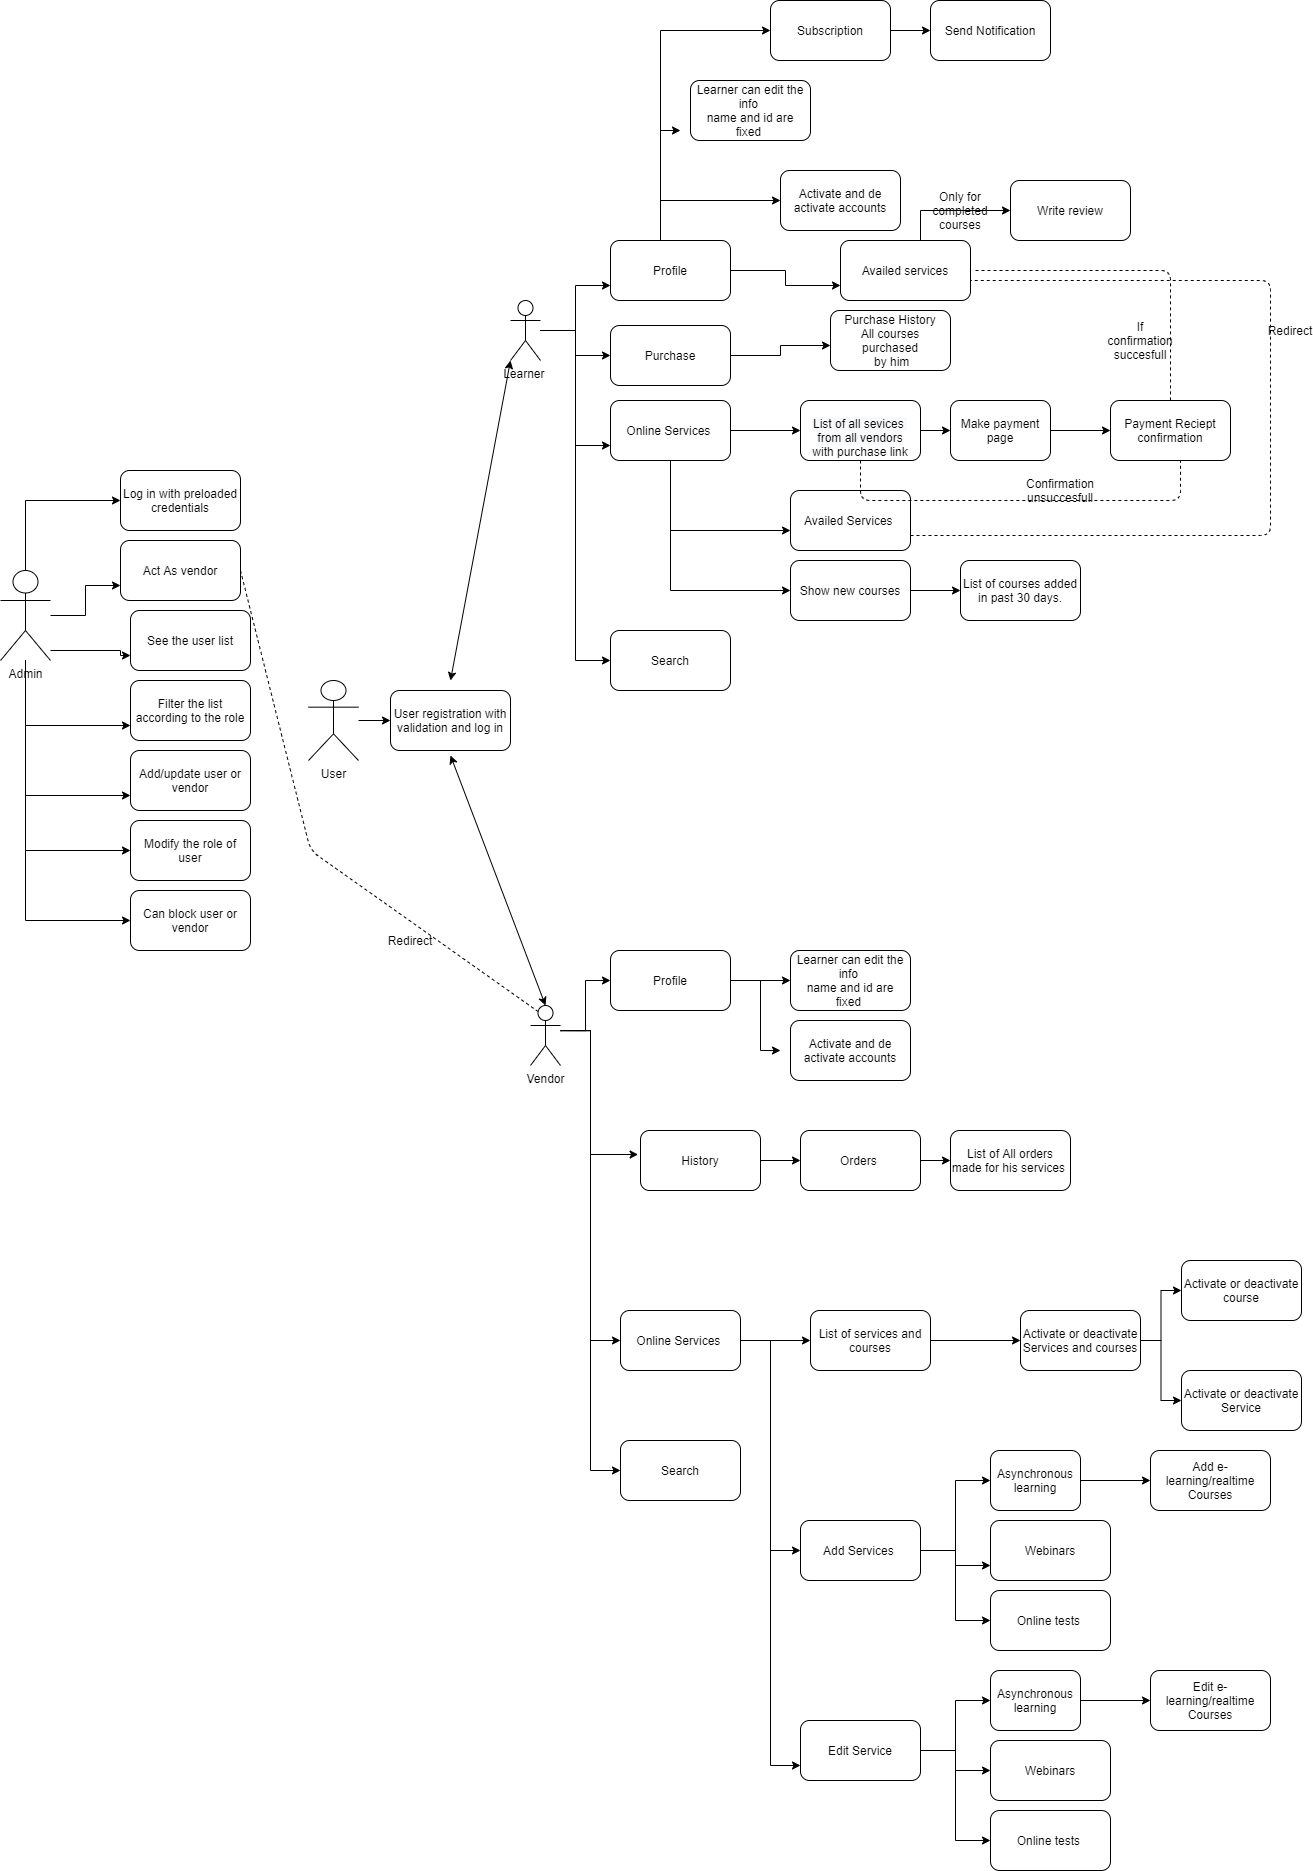 Subscription
Send Notification
Learner can edit the
info
name and id are
fixed
Activate and de
activate accounts
Only for
completed
courses
Write review
Profile
Availed services
Learner
Purchase
Purchase History
All courses
purchased
by him
If
confirmation
succesfull
Redirect
Online Services
List of all sevices
from all vendors
with purchase link
Make payment
page
Payment Reciept
confirmation
Confirmation
unsuccesfull
Availed Services
Show new courses
List of courses added
in past 30 days.
Search
Log in with preloaded
credentials
Act As vendor
See the user list
Admin
Filter the list
according to the role
Add/update user or
vendor
Modify the role of
user
Can block user or
vendor
User
User registration with
validation and log in
Redirect
Vendor
Profile
Learner can edit the
info
name and id are
fixed
Activate and de
activate accounts
History
Orders
List of All orders
made for his services
Online Services
List of services and
courses
Activate or deactivate
Services and courses
Activate or deactivate
course
Activate or deactivate
Service
Search
Add Services
Asynchronous
learning
Add e-
learning/realtime
Courses
Webinars
Online tests
Edit Service
Asynchronous
learning
Edit e-
learning/realtime
Courses
Webinars
Online tests